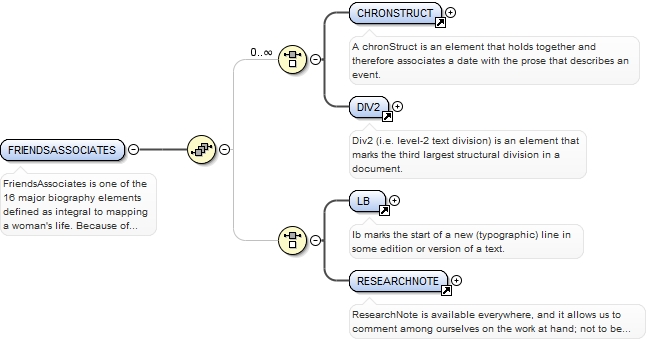 CHRONSTRUCT
0..∞
A chronStruct is an element that holds together and
therefore associates a date with the prose that describes an
event.
DIV2
Div2 (i.e. level-2 text division) is an element that
marks the third largest structural division in a
document.
FRIENDSASSOCIATES
FriendsAssociates is one of the
16 major biography elements
defined as integral to mapping
a woman's life. Because of...
LB
lb marks the start of a new (typographic) line in
some edition or version of a text.
RESEARCHNOTE
ResearchNote is available everywhere, and it allows us to
comment among ourselves on the work at hand; not to be...